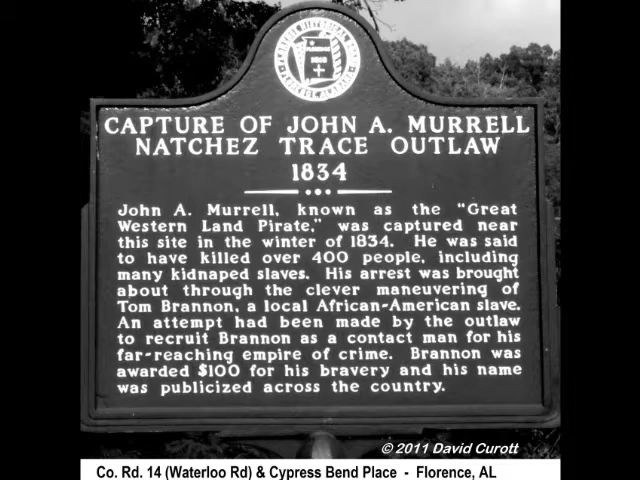 FLORENCE HISTORICAL BOARD
FLORENCE, ALABAMA
CAPTURE OF JOHN A. MURRELL
NATCHEZ TRACE OUTLAW
1834
John A. Murrell, known as the "Great
Western Land Pirate," was captured near
this site in the winter of 1834. He was said
to have killed over 400 people, including
many kidnaped slaves. His arrest was brought
about through the clever maneuvering of
Tom Brannon, a local African-American slave.
An attempt had been made by the outlaw
to recruit Brannon as a contact man for his
far-reaching empire of crime. Brannon was
awarded $100 for his bravery and his name
was publicized across the country.
© 2011 David Curott
Co. Rd. 14 (Waterloo Rd) & Cypress Bend Place - Florence, AL